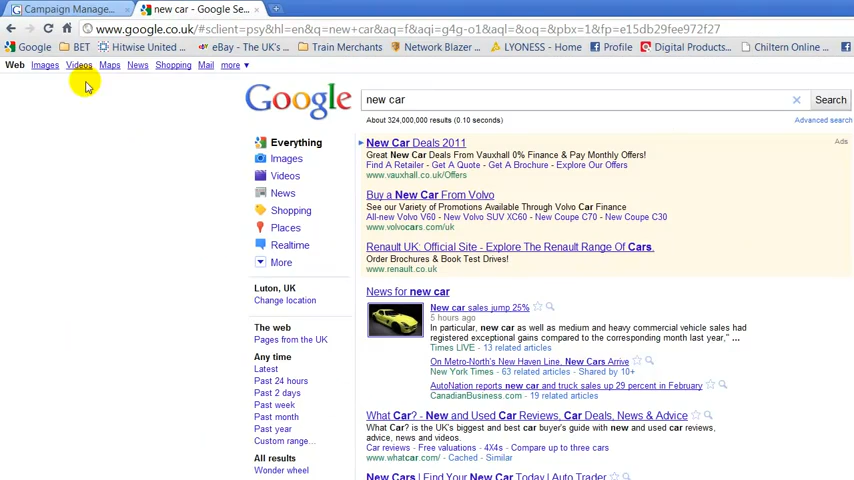 Campaign Manage...
new car - Google Se...
www.google.co.uk/#sclient=psy&hl=en&q=new+car&aq=f&aqi=g4g-o1&aql=&oq=&pbx=1&fp=e15db29fee972f27
Google BET Hitwise United ... eBay - The UK's ... Train Merchants Network Blazer ... LYONESS - Home Profile Digital Products... Chiltern Online ...
Web Images Videos Maps News Shopping Mail more ▼
Google
new car
Search
About 324,000,000 results (0.10 seconds)
Advanced search
Everything
Images
Videos
News
Shopping
Places
Realtime
More
Luton, UK
Change location
The web
Pages from the UK
Any time
Latest
Past 24 hours
Past 2 days
Past week
Past month
Past year
Custom range...
All results
Wonder wheel
New Car Deals 2011
Ads
Great New Car Deals From Vauxhall 0% Finance & Pay Monthly Offers!
Find A Retailer - Get A Quote - Get A Brochure - Explore Our Offers
www.vauxhall.co.uk/Offers
Buy a New Car From Volvo
See our Variety of Promotions Available Through Volvo Car Finance
All-new Volvo V60 - New Volvo SUV XC60 - New Coupe C70 - New Coupe C30
www.volvocars.com/uk
Renault UK: Official Site - Explore The Renault Range Of Cars.
Order Brochures & Book Test Drives!
www.renault.co.uk
News for new car
New car sales jump 25%
5 hours ago
In particular, new car as well as medium and heavy commercial vehicle sales had
registered exceptional gains compared to the corresponding month last year," ...
Times LIVE - 13 related articles
On Metro-North's New Haven Line, New Cars Arrive
New York Times - 63 related articles - Shared by 10+
AutoNation reports new car and truck sales up 29 percent in February
CanadianBusiness.com - 19 related articles
What Car? - New and Used Car Reviews, Car Deals, News & Advice
What Car? is the UK's biggest and best car buyer's guide with new and used car reviews,
advice, news and videos.
Car reviews - Free valuations - 4X4s - Compare up to three cars
www.whatcar.com/ - Cached - Similar
New Cars | Find Your New Car Today | Auto Trader